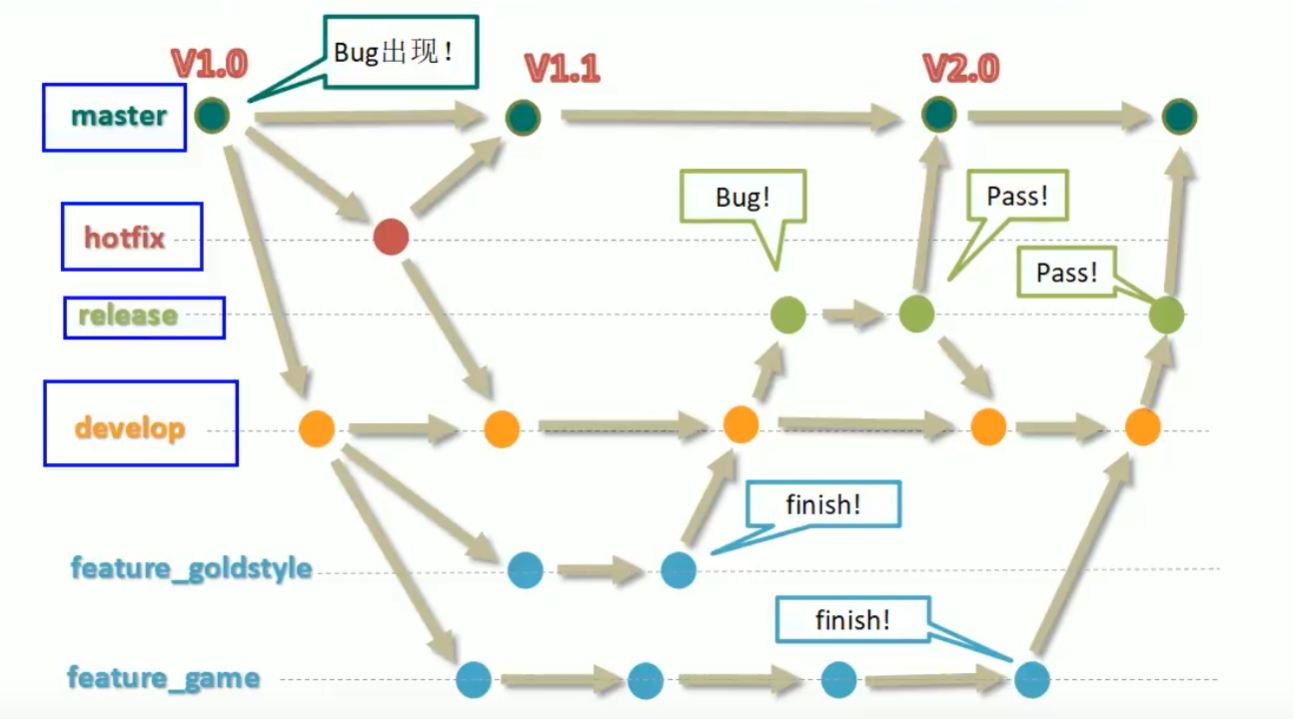 V1.0
Bug出现！
V1.1
V2.0
master
Bug!
Pass!
hotfix
Pass!
release
develop
finish!
feature_goldstyle
finish!
feature_game